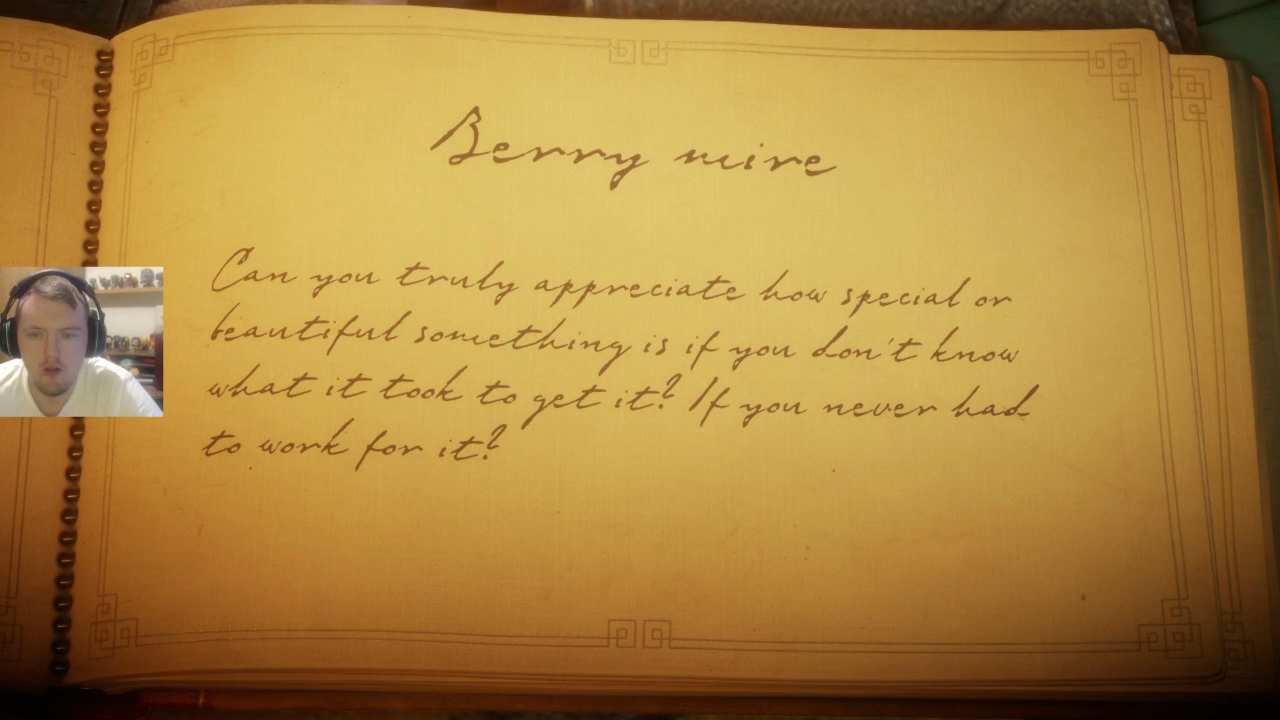 Berry mire
Can you truly appreciate how special or
beautiful something is if you don't know
what it took to get it? If you never had
to work for it?